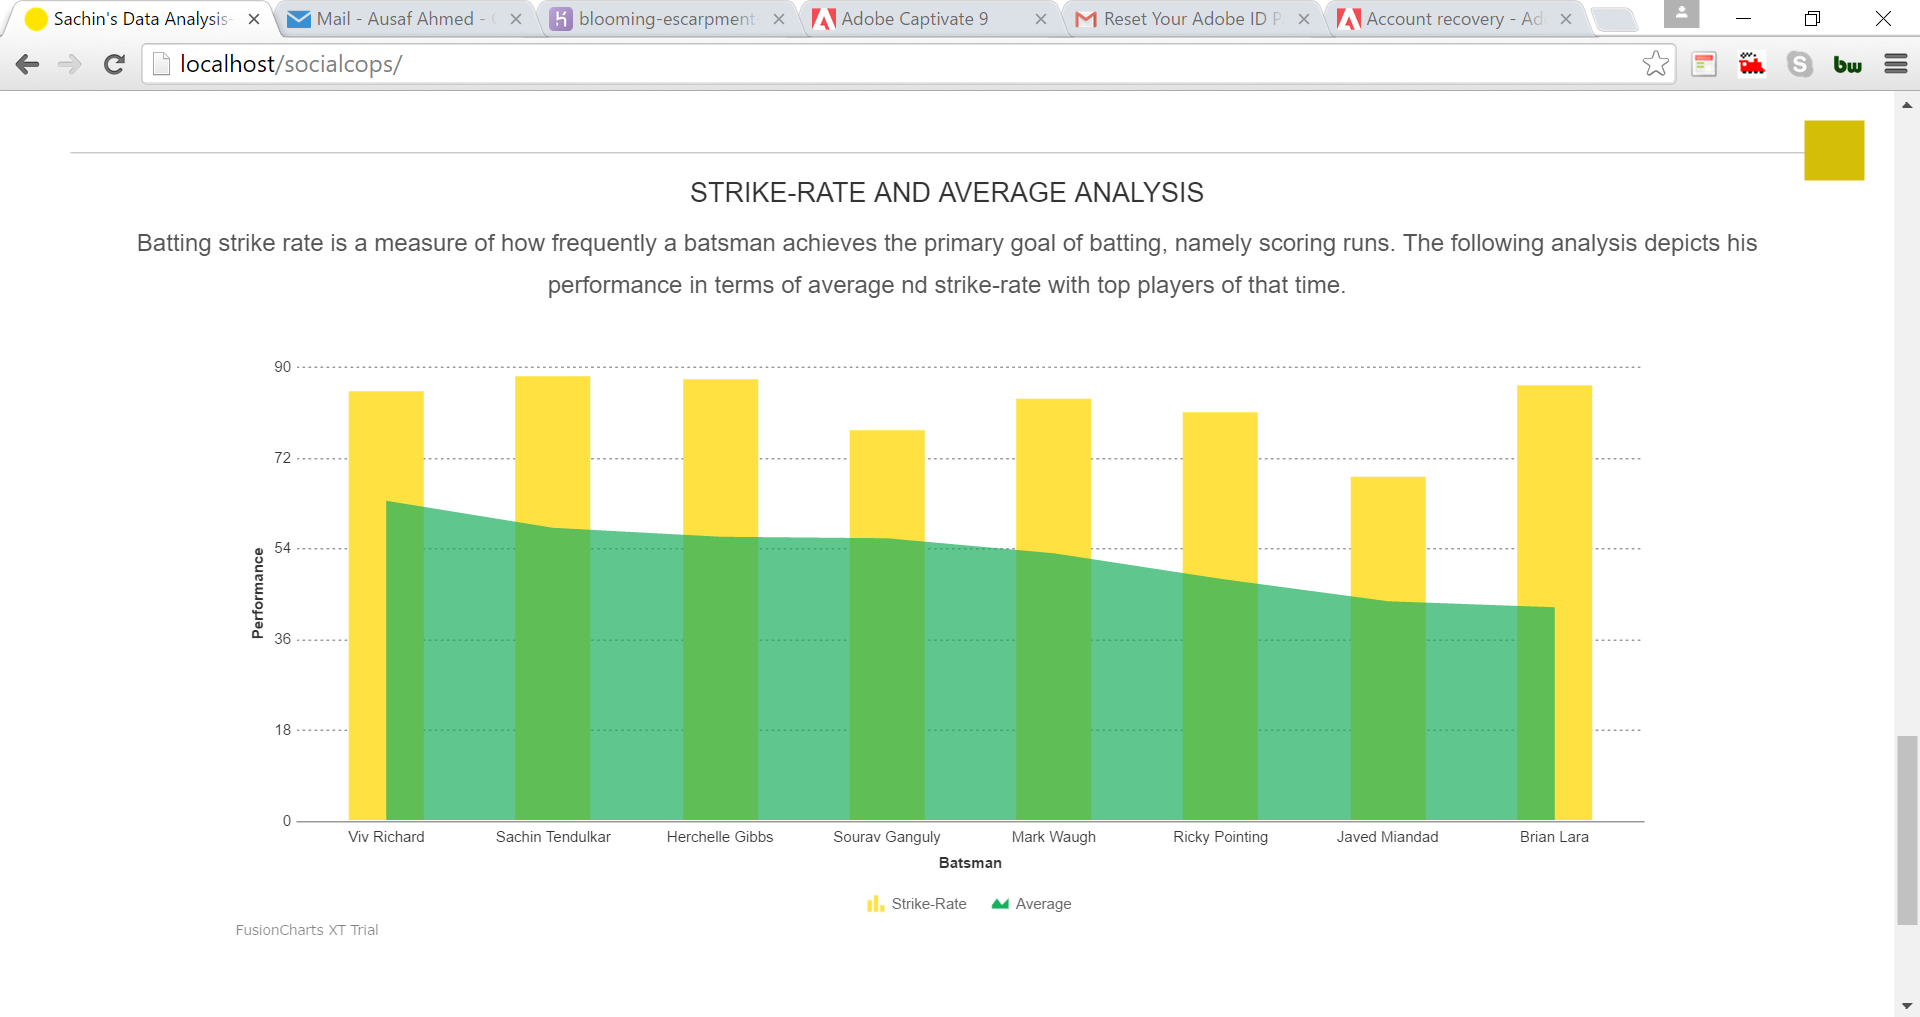 Sachin's Data Analysis-
Mail - Ausaf Ahmed -
blooming-escarpment
Adobe Captivate 9
Reset Your Adobe ID P
Account recovery - Ad
localhost/socialcops/
bw
STRIKE-RATE AND AVERAGE ANALYSIS
Batting strike rate is a measure of how frequently a batsman achieves the primary goal of batting, namely scoring runs. The following analysis depicts his
performance in terms of average nd strike-rate with top players of that time.
90
72
54
36
18
0
Performance
Viv Richard
Sachin Tendulkar
Herchelle Gibbs
Sourav Ganguly
Mark Waugh
Ricky Pointing
Javed Miandad
Brian Lara
Batsman
Strike-Rate
Average
FusionCharts XT Trial